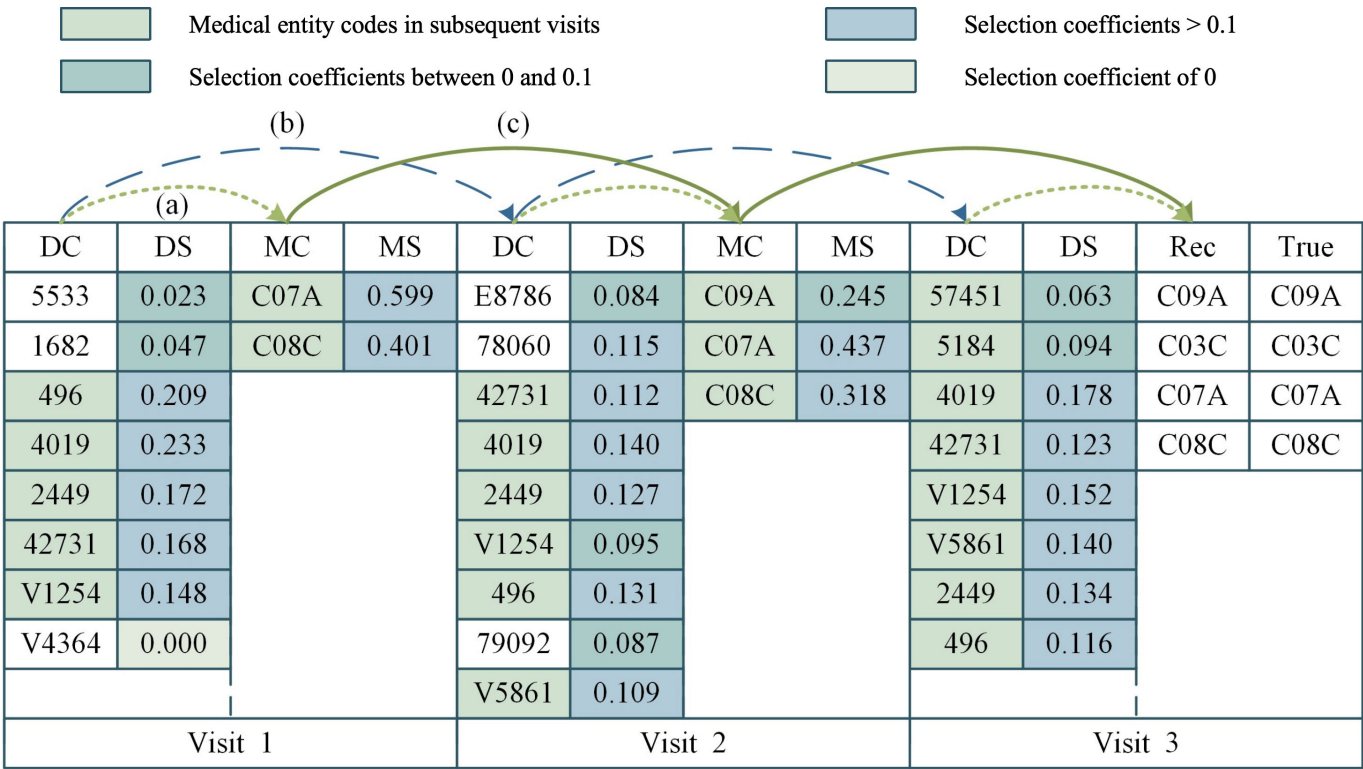 Medical entity codes in subsequent visits Selection coefficients > 0.1
Selection coefficients between 0 and 0.1 Selection coefficient of 0
(b) (c)
(a)
DC DS MC MS DC DS MC MS DC DS Rec True
5533 0.023 C07A 0.599 E8786 0.084 C09A 0.245 57451 0.063 C09A C09A
1682 0.047 C08C 0.401 78060 0.115 C07A 0.437 5184 0.094 C03C C03C
496 0.209 42731 0.112 C08C 0.318 4019 0.178 C07A C07A
4019 0.233 4019 0.140 42731 0.123 C08C C08C
2449 0.172 2449 0.127 V1254 0.152
42731 0.168 V1254 0.095 V5861 0.140
V1254 0.148 496 0.131 2449 0.134
V4364 0.000 79092 0.087 496 0.116
V5861 0.109
Visit 1 Visit 2 Visit 3